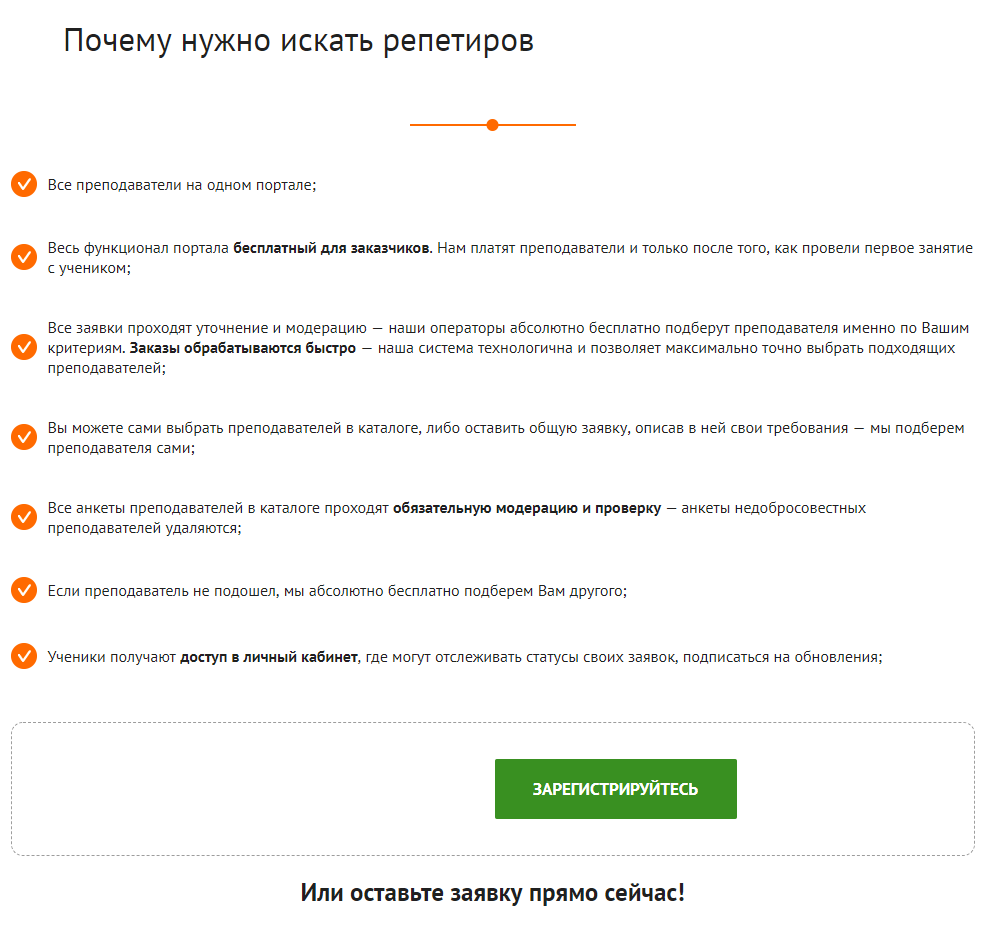 Почему нужно искать репетиров
Все преподаватели на одном портале;
Весь функционал портала бесплатный для заказчиков. Нам платят преподаватели и только после того, как провели первое занятие
с учеником;
Все заявки проходят уточнение и модерацию — наши операторы абсолютно бесплатно подберут преподавателя именно по Вашим
критериям. Заказы обрабатываются быстро — наша система технологична и позволяет максимально точно выбрать подходящих
преподавателей;
Вы можете сами выбрать преподавателей в каталоге, либо оставить общую заявку, описав в ней свои требования — мы подберем
преподавателя сами;
Все анкеты преподавателей в каталоге проходят обязательную модерацию и проверку — анкеты недобросовестных
преподавателей удаляются;
Если преподаватель не подошел, мы абсолютно бесплатно подберем Вам другого;
Ученики получают доступ в личный кабинет, где могут отслеживать статусы своих заявок, подписаться на обновления;
ЗАРЕГИСТРИРУЙТЕСЬ
Или оставьте заявку прямо сейчас!